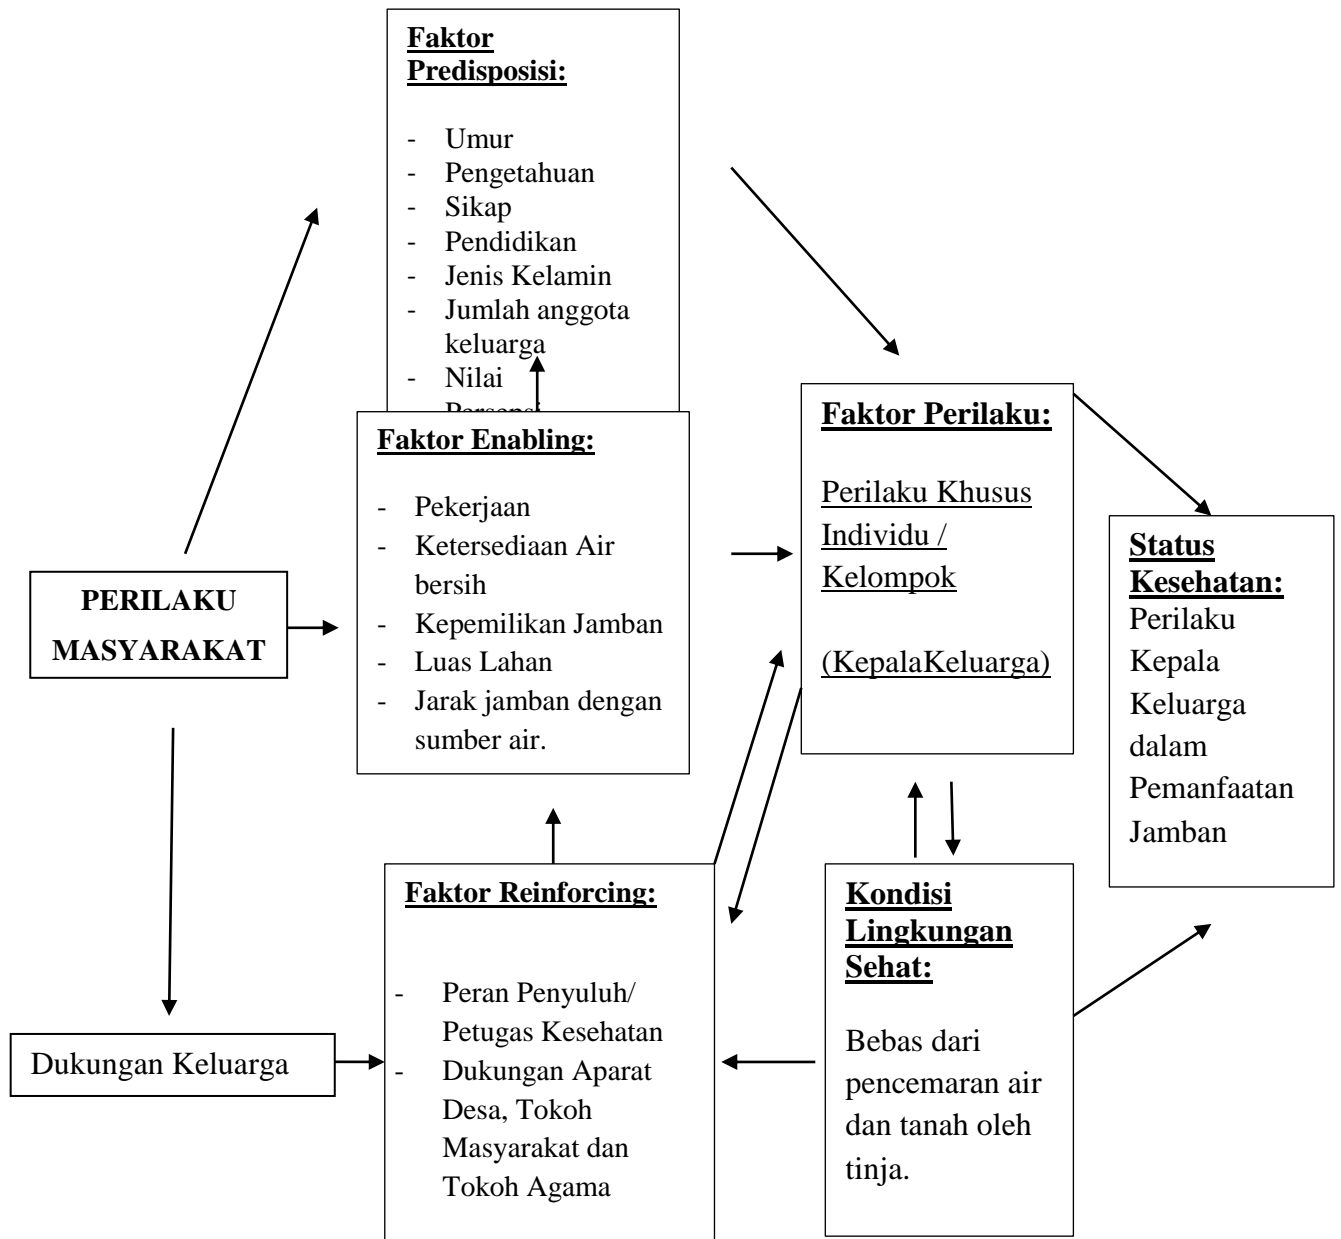 Faktor
Predisposisi:
- Umur
- Pengetahuan
- Sikap
- Pendidikan
- Jenis Kelamin
- Jumlah anggota
keluarga
- Nilai
Faktor Enabling:
- Pekerjaan
- Ketersediaan Air
bersih
- Kepemilikan Jamban
- Luas Lahan
- Jarak jamban dengan
sumber air.
PERILAKU
MASYARAKAT
Dukungan Keluarga
Faktor Reinforcing:
- Peran Penyuluh/
Petugas Kesehatan
- Dukungan Aparat
Desa, Tokoh
Masyarakat dan
Tokoh Agama
Faktor Perilaku:
Perilaku Khusus
Individu /
Kelompok
(KepalaKeluarga)
Kondisi
Lingkungan
Sehat:
Bebas dari
pencemaran air
dan tanah oleh
tinja.
Status
Kesehatan:
Perilaku
Kepala
Keluarga
dalam
Pemanfaatan
Jamban